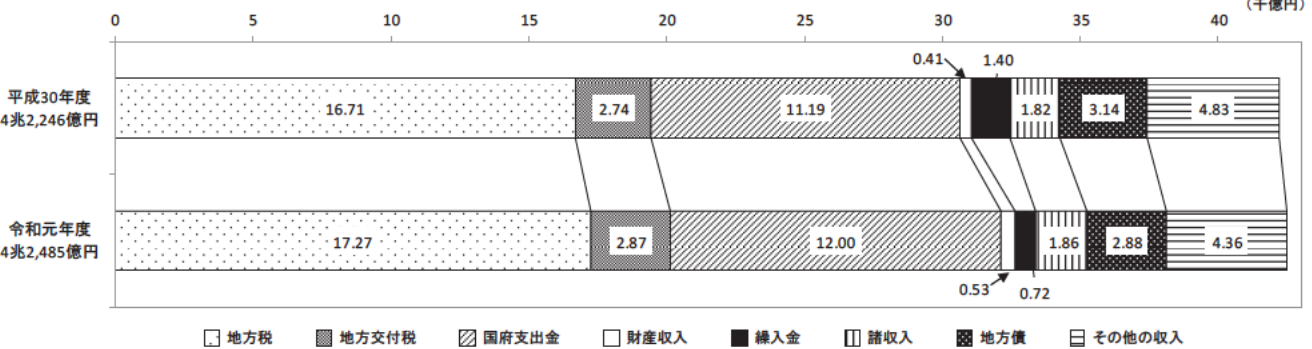 (千億円)
0 5 10 15 20 25 30 35 40
0.41 1.40
平成30年度
4兆2,246億円
16.71 2.74 11.19 1.82 3.14 4.83
令和元年度
4兆2,485億円
17.27 2.87 12.00 1.86 2.88 4.36
0.53 0.72
地方税 地方交付税 国府支出金 財産収入 繰入金 諸収入 地方債 その他の収入